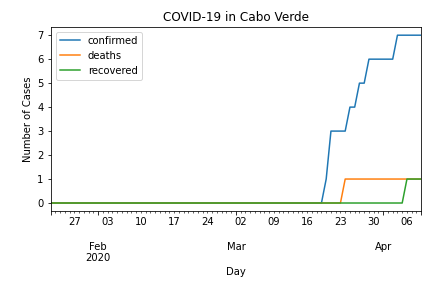 COVID-19 in Cabo Verde
confirmed
deaths
recovered
Number of Cases
7
6
5
4
3
2
1
0
27 03 10 17 24 02 09 16 23 30 06
Feb Mar Apr
2020
Day